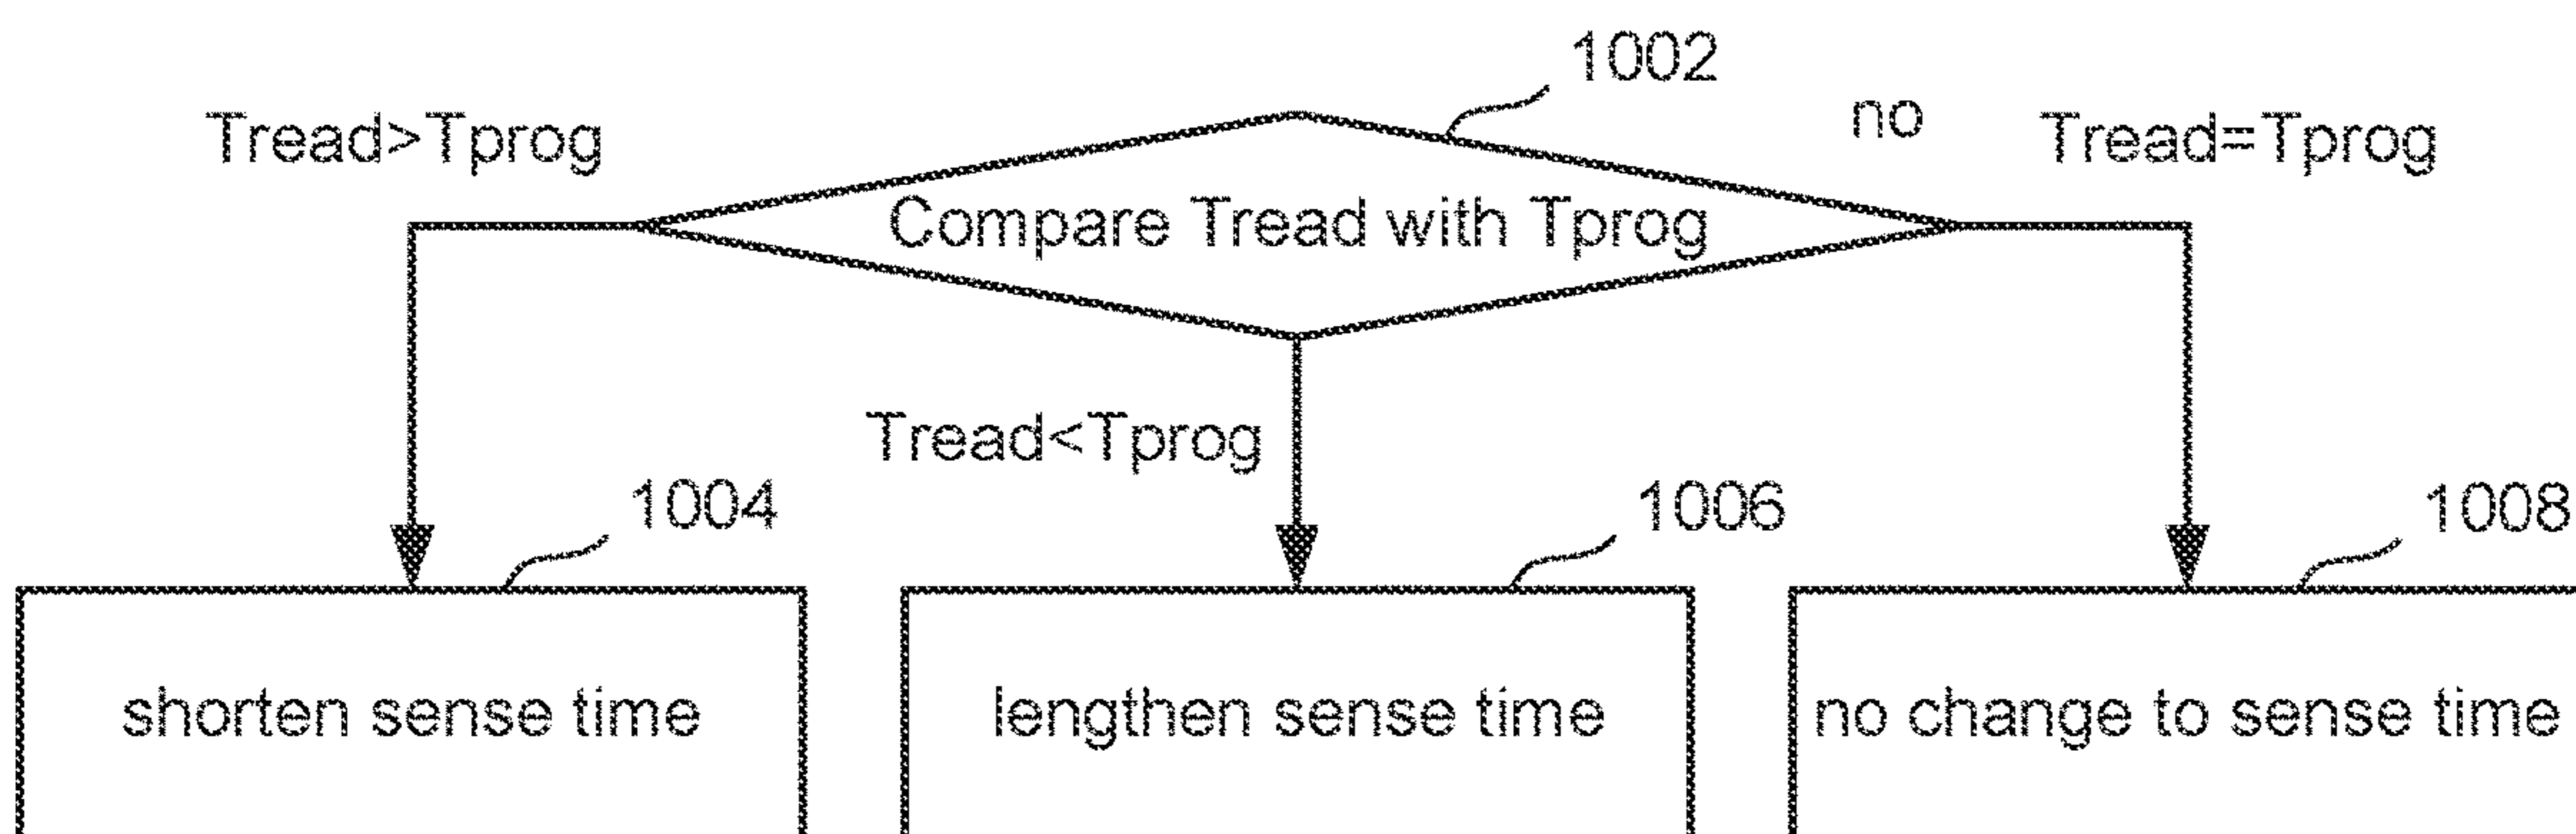 1002
Tread>Tprog
no
Tread=Tprog
Compare Tread with Tprog
Tread<Tprog
1004
1006
1008
shorten sense time
lengthen sense time
no change to sense time